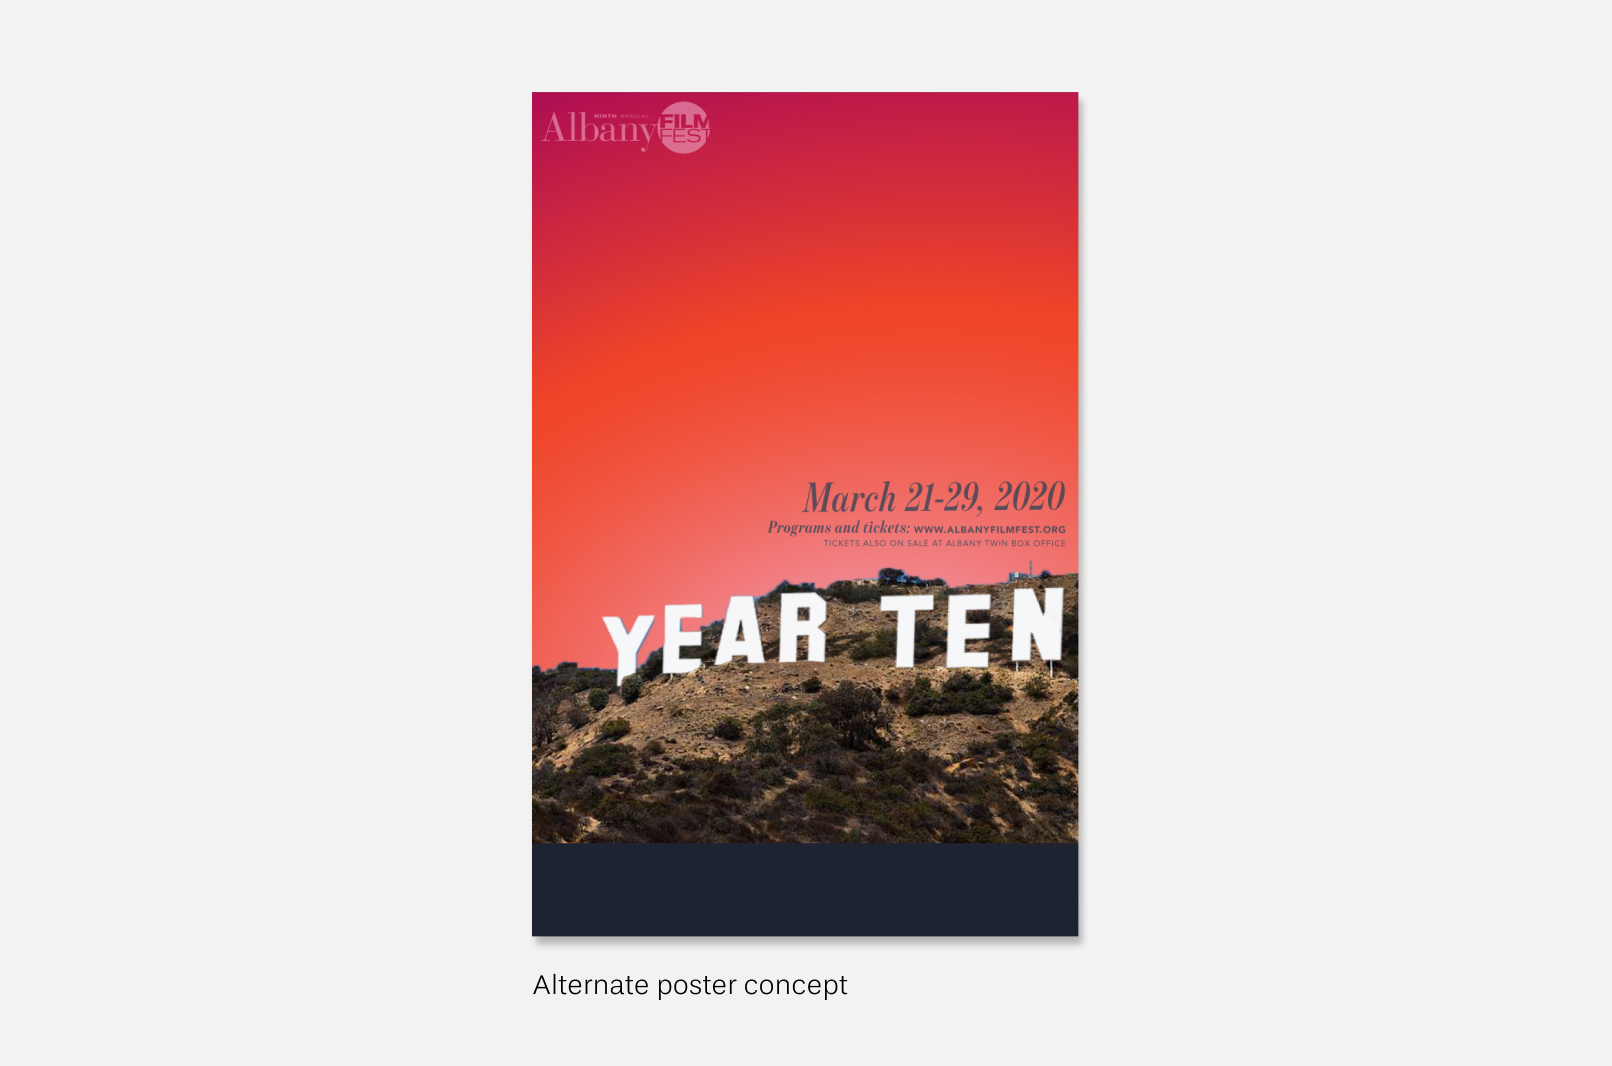 NINTH ANNUAL
Albany FILM
FEST
March 21-29, 2020
Programs and tickets: WWW.ALBANYFILMFEST.ORG
TICKETS ALSO ON SALE AT ALBANY TWIN BOX OFFICE
YEAR TEN
Alternate poster concept